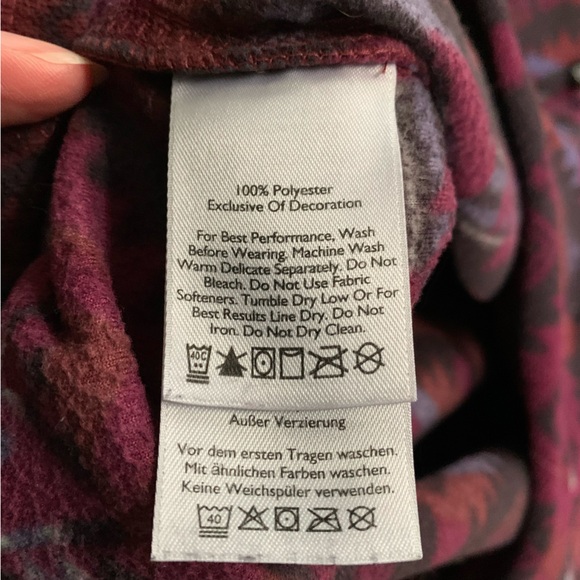 100% Polyester
Exclusive Of Decoration
For Best Performance, Wash
Before Wearing. Machine Wash
Warm Delicate Separately. Do Not
Bleach. Do Not Use Fabric
Softeners. Tumble Dry Low Or For
Best Results Line Dry. Do Not
Iron. Do Not Dry Clean.
40C
Außer Verzierung
Vor dem ersten Tragen waschen.
Mit ähnlichen Farben waschen.
Keine Weichspüler verwenden.
40